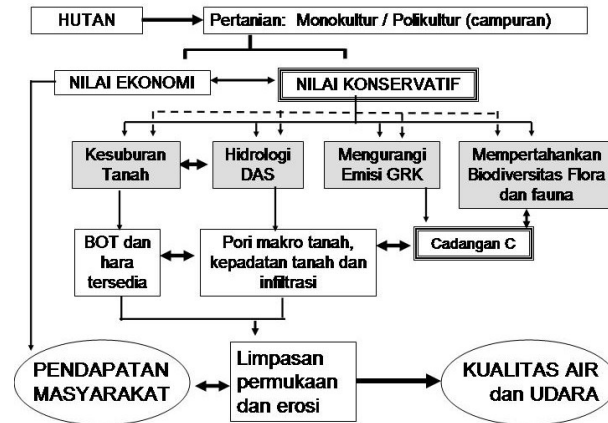 HUTAN
Pertanian: Monokultur / Polikultur (campuran)
NILAI EKONOMI
NILAI KONSERVATIF
Kesuburan
Tanah
Hidrologi
DAS
Mengurangi
Emisi GRK
Mempertahankan
Biodiversitas Flora
dan fauna
BOT dan
hara
tersedia
Pori makro tanah,
kepadatan tanah dan
infiltrasi
Cadangan C
PENDAPATAN
MASYARAKAT
Limpasan
permukaan
dan erosi
KUALITAS AIR
dan UDARA